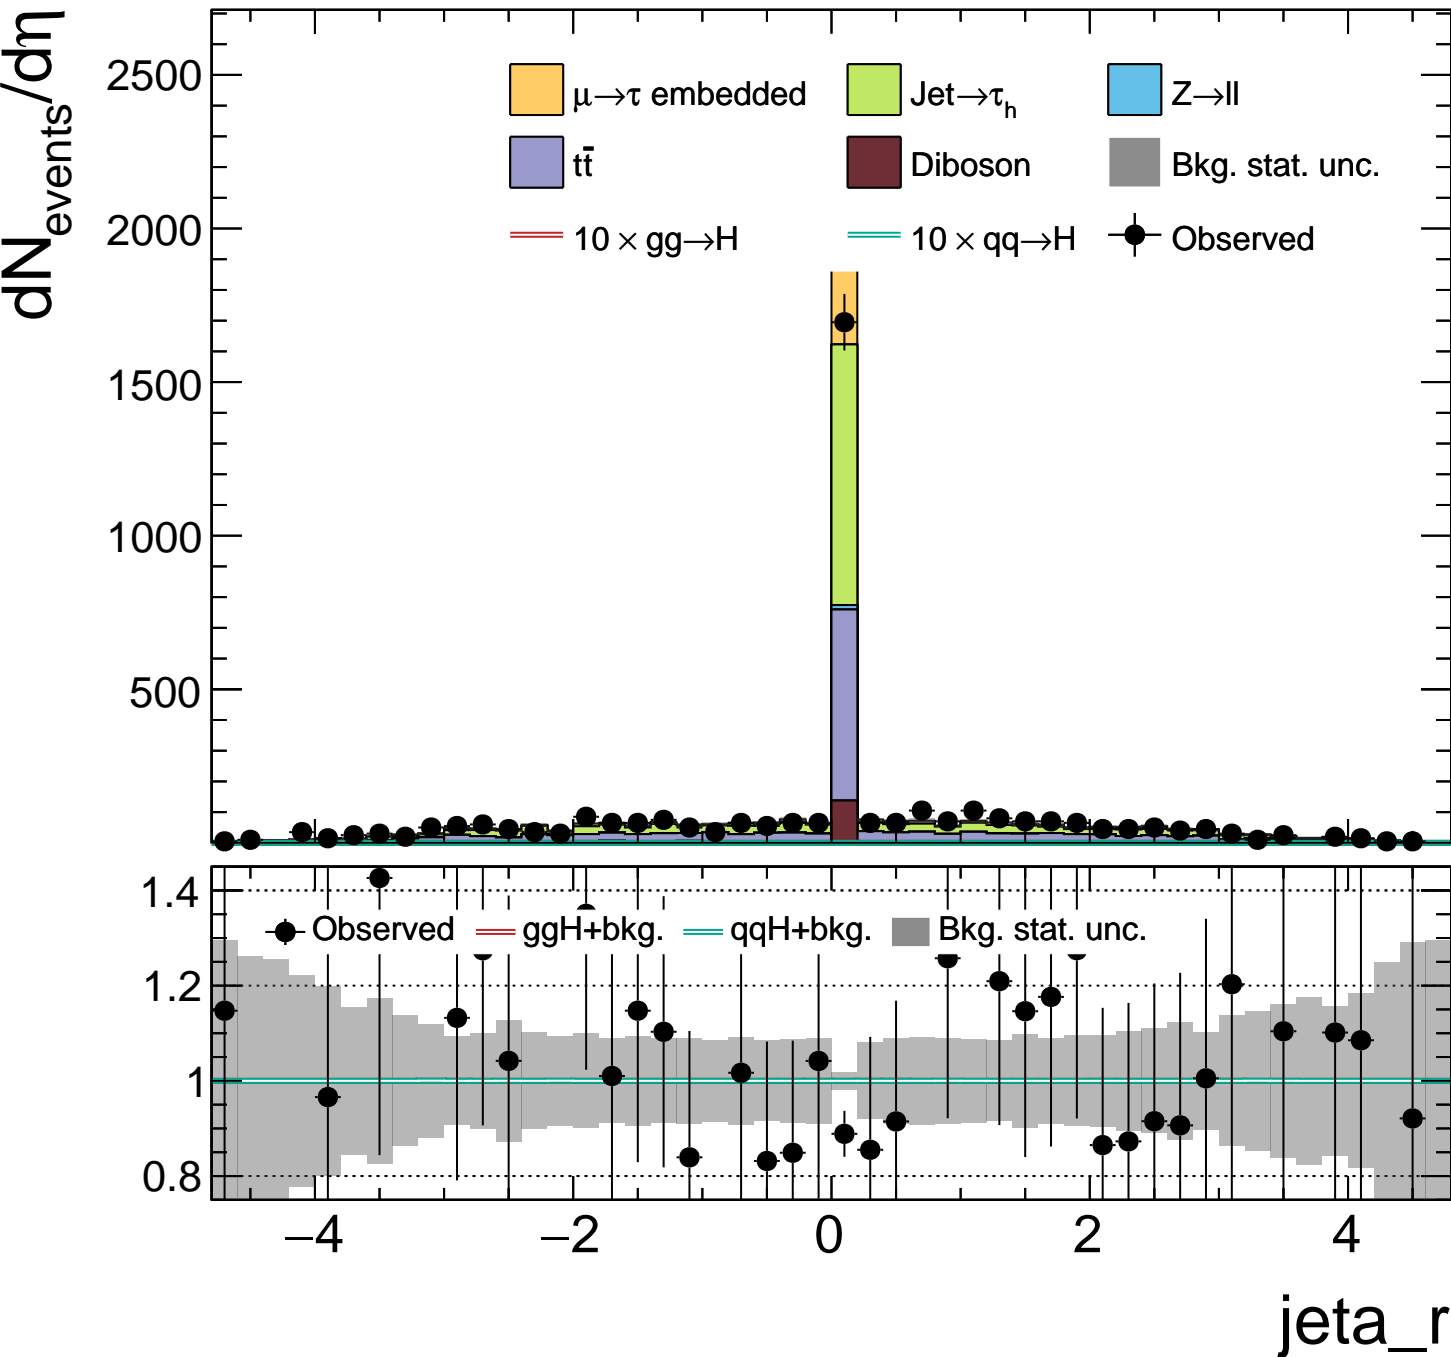 dN_events/dη
2500
2000
1500
1000
500
μ→τ embedded
Jet→τ_h
Z→ll
tt̄
Diboson
Bkg. stat. unc.
10 × gg→H
10 × qq→H
Observed
1.4
1.2
1
0.8
Observed
ggH+bkg.
qqH+bkg.
Bkg. stat. unc.
−4
−2
0
2
4
jeta_r